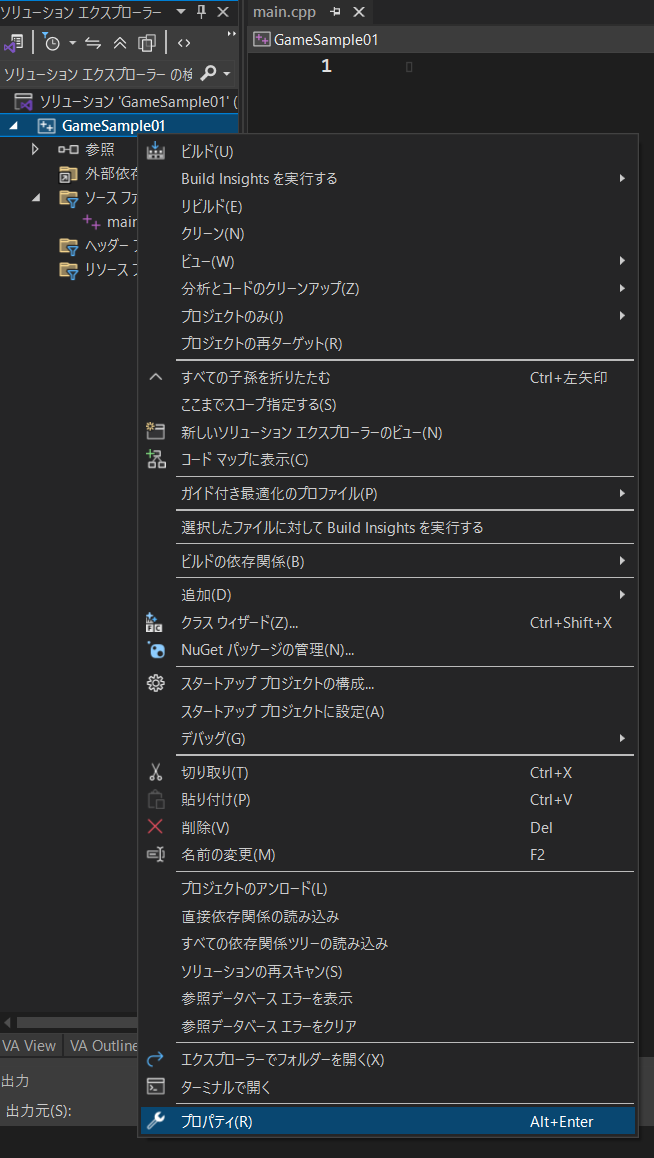 ソリューション エクスプローラー
main.cpp
ソリューション エクスプローラー の検
GameSample01
1
ソリューション 'GameSample01' (
GameSample01
参照
外部依存
ソース ファ
main
ヘッダー フ
リソース フ
ビルド(U)
Build Insights を実行する
リビルド(E)
クリーン(N)
ビュー(W)
分析とコードのクリーンアップ(Z)
プロジェクトのみ(J)
プロジェクトの再ターゲット(R)
すべての子孫を折りたたむ Ctrl+左矢印
ここまでスコープ指定する(S)
新しいソリューション エクスプローラーのビュー(N)
コード マップに表示(C)
ガイド付き最適化のプロファイル(P)
選択したファイルに対して Build Insights を実行する
ビルドの依存関係(B)
追加(D)
クラス ウィザード(Z)... Ctrl+Shift+X
NuGet パッケージの管理(N)...
スタートアップ プロジェクトの構成...
スタートアップ プロジェクトに設定(A)
デバッグ(G)
切り取り(T) Ctrl+X
貼り付け(P) Ctrl+V
削除(V) Del
名前の変更(M) F2
プロジェクトのアンロード(L)
直接依存関係の読み込み
すべての依存関係ツリーの読み込み
ソリューションの再スキャン(S)
参照データベース エラーを表示
参照データベース エラーをクリア
エクスプローラーでフォルダーを開く(X)
ターミナルで開く
プロパティ(R) Alt+Enter
VA View
VA Outline
出力
出力元(S):